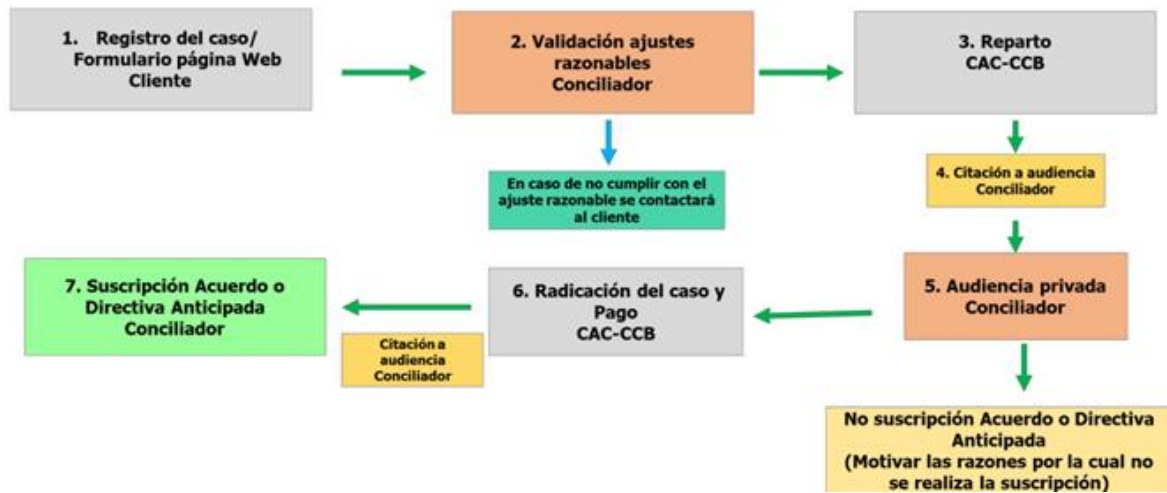 1. Registro del caso/
Formulario página Web
Cliente
2. Validación ajustes
razonables
Conciliador
3. Reparto
CAC-CCB
En caso de no cumplir con el
ajuste razonable se contactará
al cliente
4. Citación a audiencia
Conciliador
5. Audiencia privada
Conciliador
6. Radicación del caso y
Pago
CAC-CCB
7. Suscripción Acuerdo o
Directiva Anticipada
Conciliador
Citación a
audiencia
Conciliador
No suscripción Acuerdo o Directiva
Anticipada
(Motivar las razones por la cual no
se realiza la suscripción)